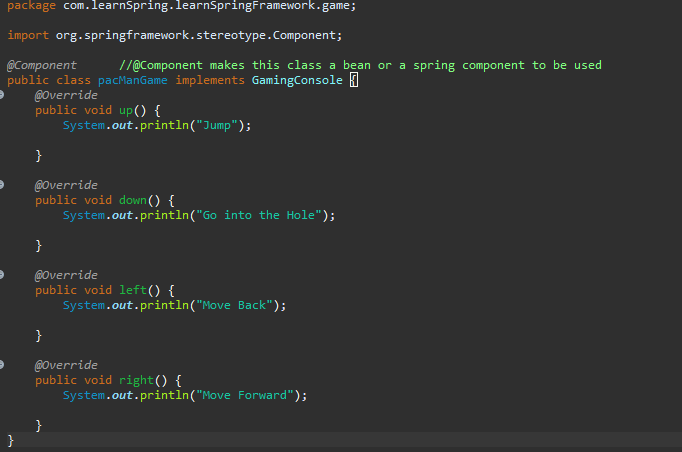 package com.learnSpring.learnSpringFramework.game;
import org.springframework.stereotype.Component;
@Component      //@Component makes this class a bean or a spring component to be used
public class pacManGame implements GamingConsole {
    @Override
    public void up() {
        System.out.println("Jump");
    }
    @Override
    public void down() {
        System.out.println("Go into the Hole");
    }
    @Override
    public void left() {
        System.out.println("Move Back");
    }
    @Override
    public void right() {
        System.out.println("Move Forward");
    }
}